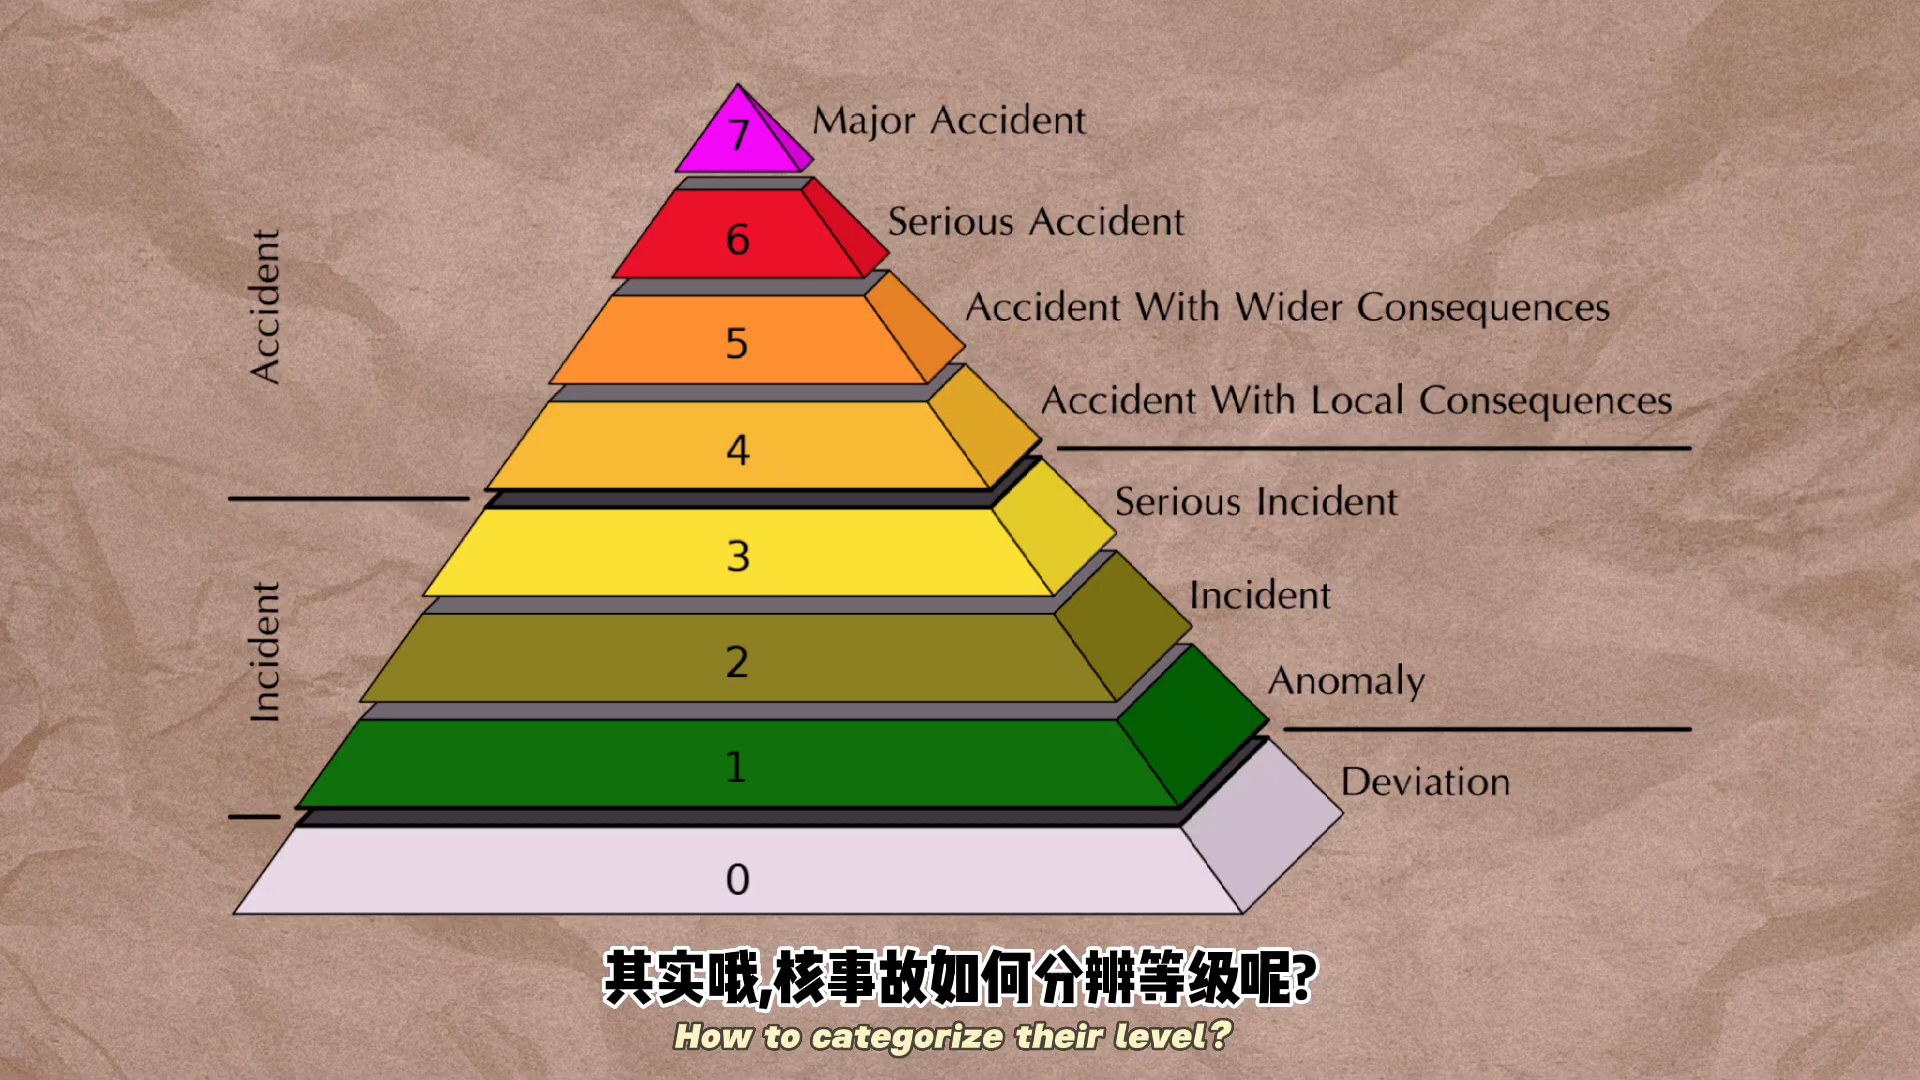 7
Major Accident
6
Serious Accident
5
Accident With Wider Consequences
4
Accident With Local Consequences
Accident
3
Serious Incident
2
Incident
1
Anomaly
Incident
0
Deviation
其实哦,核事故如何分辨等级呢?
How to categorize their level?